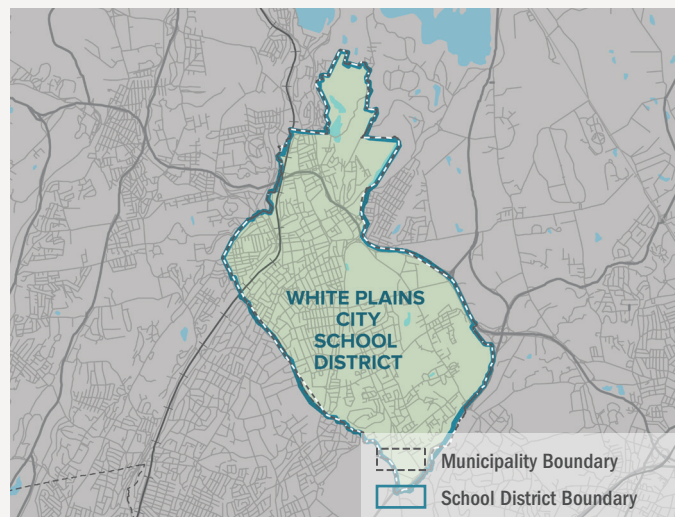 WHITE PLAINS
CITY
SCHOOL
DISTRICT
Municipality Boundary
School District Boundary